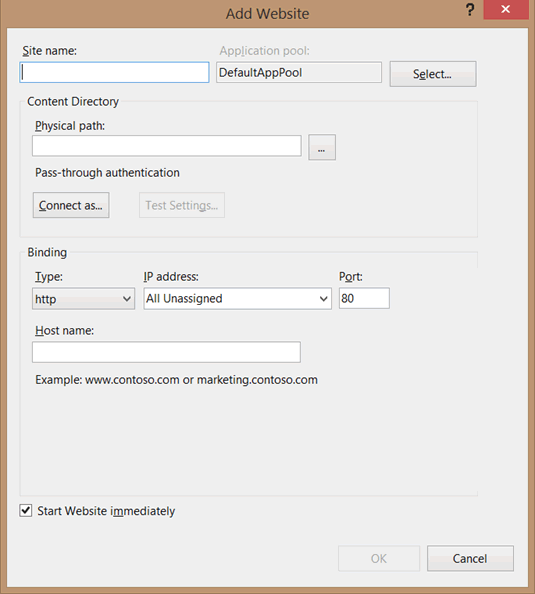 Add Website
?
Site name:
Application pool:
DefaultAppPool
Select...
Content Directory
Physical path:
...
Pass-through authentication
Connect as...
Test Settings...
Binding
Type:
IP address:
Port:
http
All Unassigned
80
Host name:
Example: www.contoso.com or marketing.contoso.com
Start Website immediately
OK
Cancel